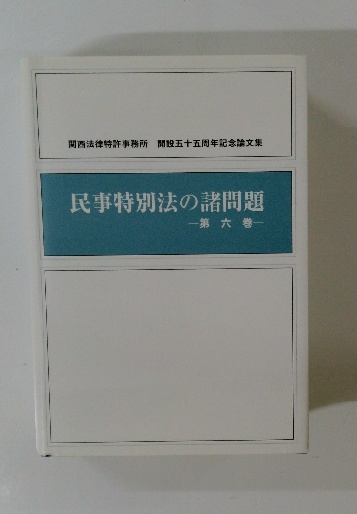 関西法律特許事務所　開設五十五周年記念論文集
民事特別法の諸問題
―第　六　巻―